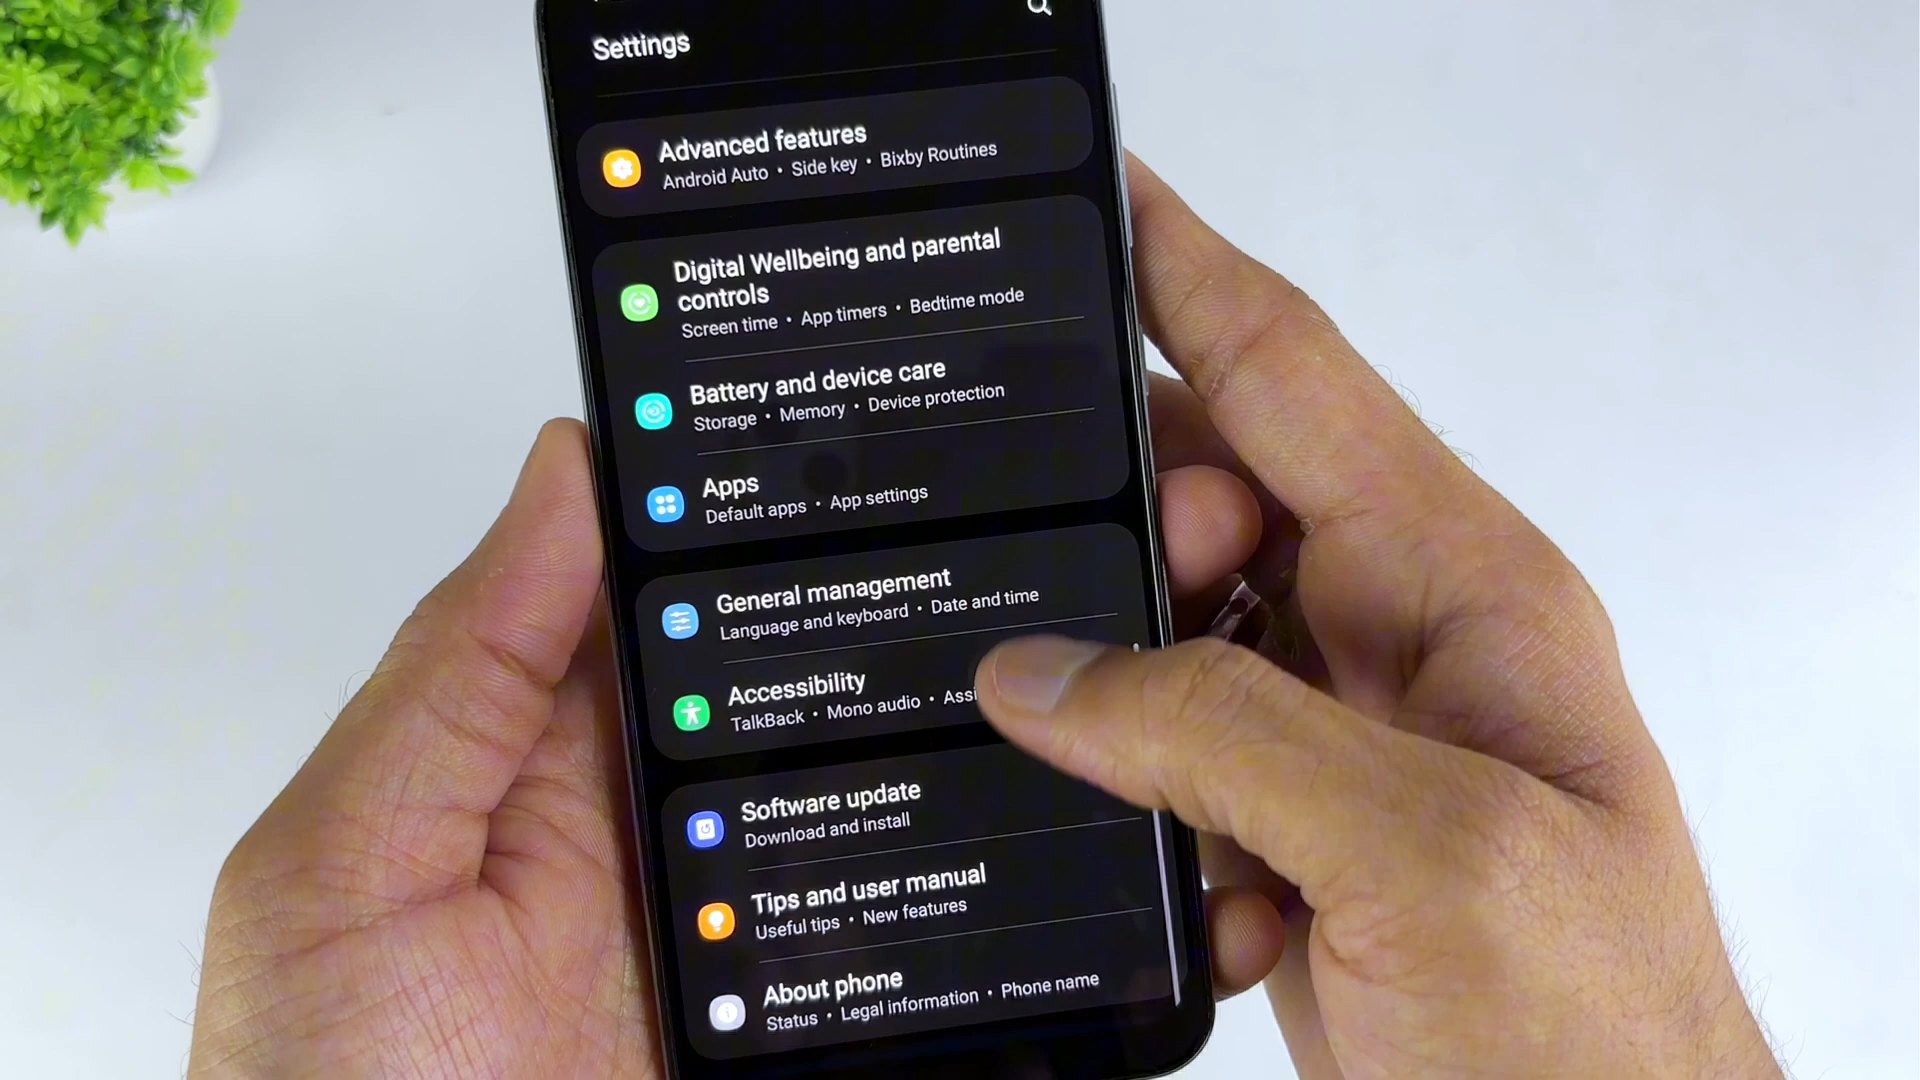 Settings
Advanced features
Android Auto • Side key • Bixby Routines
Digital Wellbeing and parental
controls
Screen time • App timers • Bedtime mode
Battery and device care
Storage • Memory • Device protection
Apps
Default apps • App settings
General management
Language and keyboard • Date and time
Accessibility
TalkBack • Mono audio •
Software update
Download and install
Tips and user manual
Useful tips • New features
About phone
Status • Legal information • Phone name